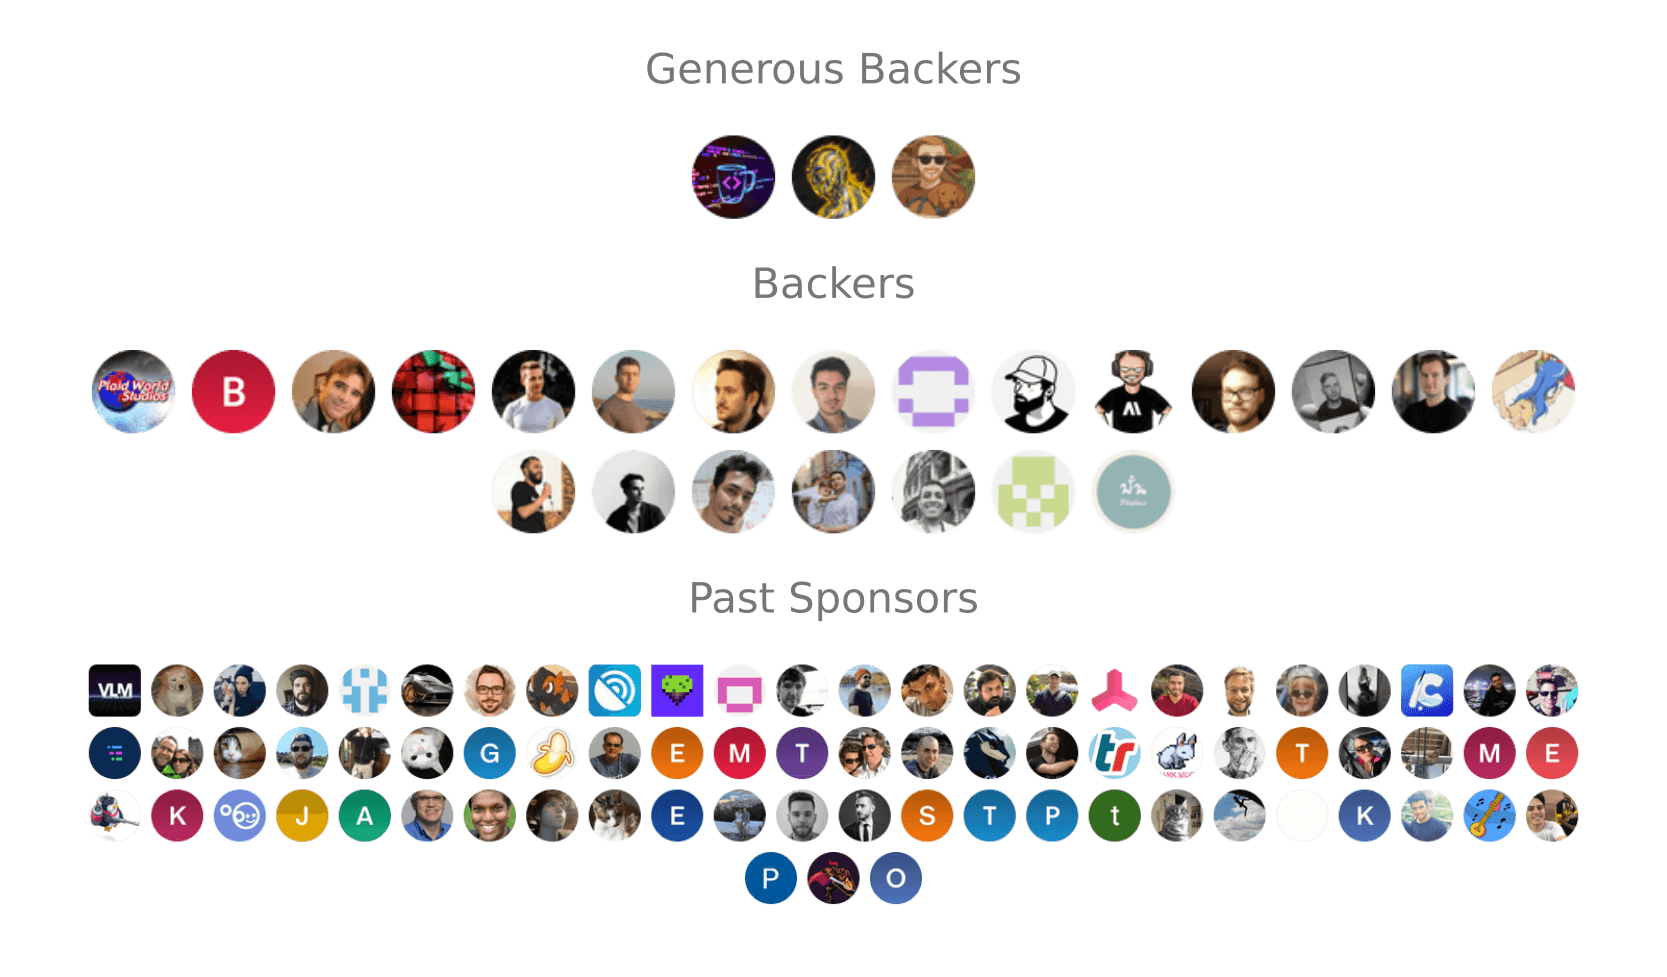 Generous Backers
Backers
Plaid World
Studios
B
Past Sponsors
VLM
G
E
M
T
tr
T
M
E
K
J
A
E
S
T
P
t
K
P
O